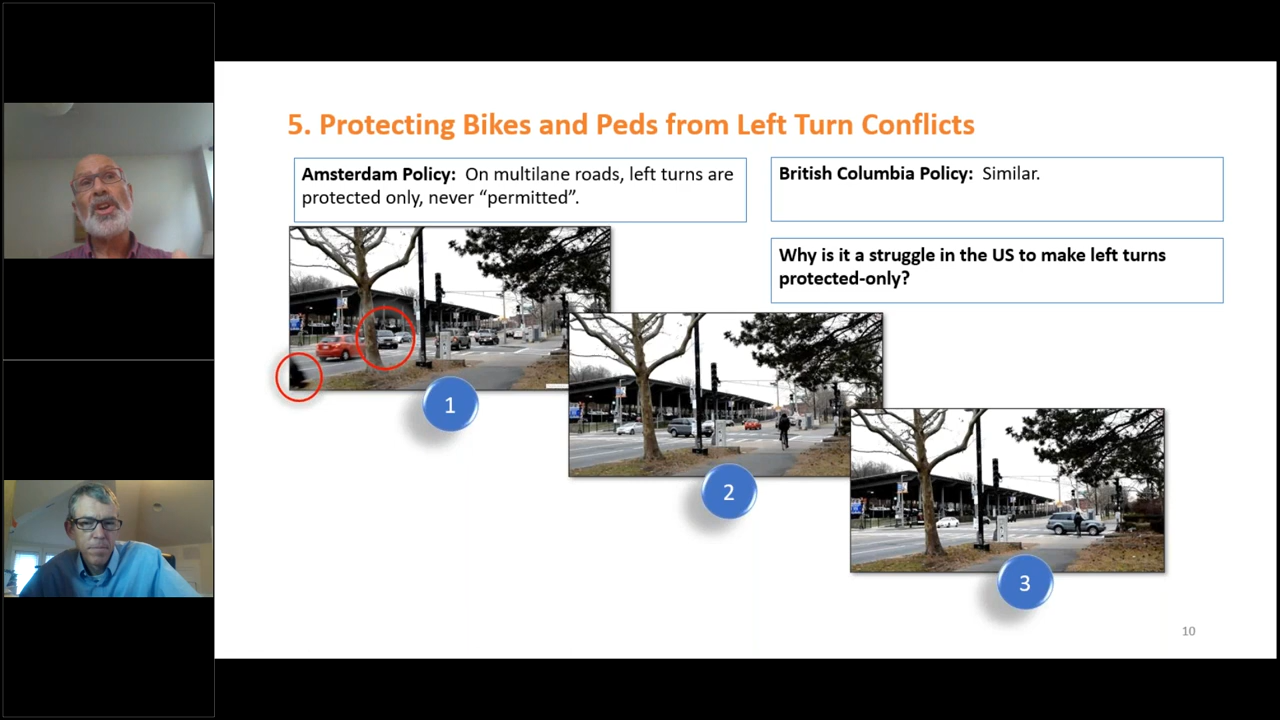 5. Protecting Bikes and Peds from Left Turn Conflicts
Amsterdam Policy: On multilane roads, left turns are
protected only, never “permitted”.
British Columbia Policy: Similar.
Why is it a struggle in the US to make left turns
protected-only?
1
2
3
10